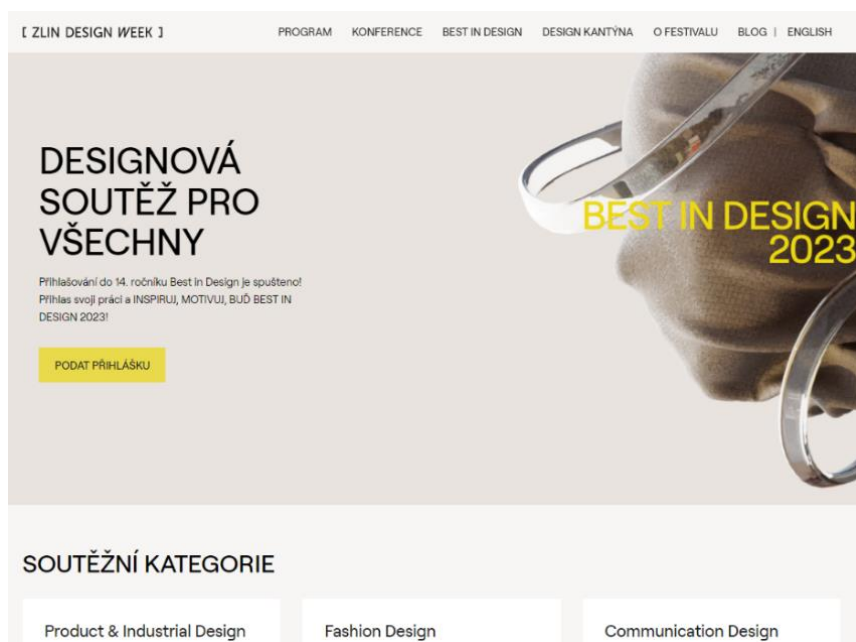 [ ZLIN DESIGN WEEK ]
PROGRAM KONFERENCE BEST IN DESIGN DESIGN KANTÝNA O FESTIVALU BLOG | ENGLISH
DESIGNOVÁ
SOUTĚŽ PRO
VŠECHNY
Přihlašování do 14. ročníku Best in Design je spuštěno!
Přihlas svoji práci a INSPIRUJ, MOTIVUJ, BUĎ BEST IN
DESIGN 2023!
PODAT PŘIHLÁŠKU
BEST IN DESIGN
2023
SOUTĚŽNÍ KATEGORIE
Product & Industrial Design
Fashion Design
Communication Design